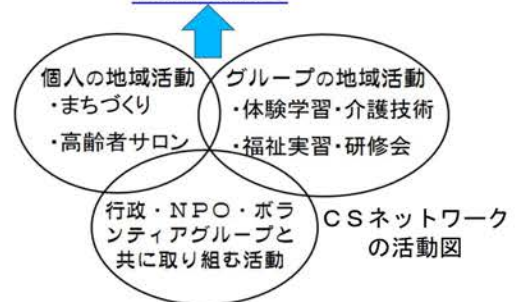 個人の地域活動
・まちづくり
・高齢者サロン
グループの地域活動
・体験学習・介護技術
・福祉実習・研修会
行政・ＮＰＯ・ボラ
ンティアグループと
共に取り組む活動
ＣＳネットワーク
の活動図